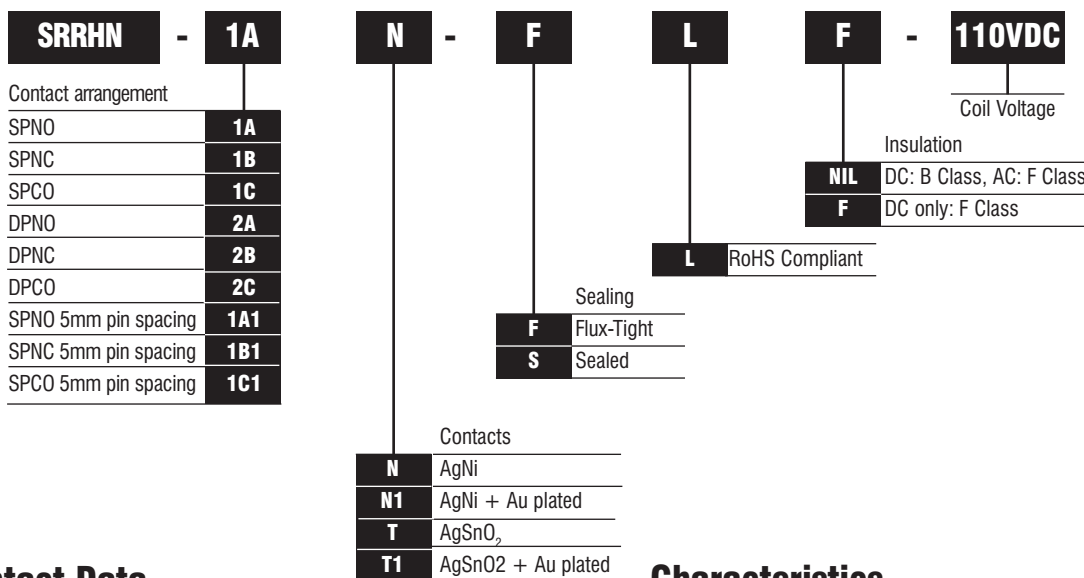 SRRHN - 1A N - F L F - 110VDC
Contact arrangement
SPNO 1A
SPNC 1B
SPCO 1C
DPNO 2A
DPNC 2B
DPCO 2C
SPNO 5mm pin spacing 1A1
SPNC 5mm pin spacing 1B1
SPCO 5mm pin spacing 1C1
Contacts
N AgNi
N1 AgNi + Au plated
T AgSnO₂
T1 AgSnO2 + Au plated
Sealing
F Flux-Tight
S Sealed
L RoHS Compliant
Insulation
NIL DC: B Class, AC: F Class
F DC only: F Class
Coil Voltage